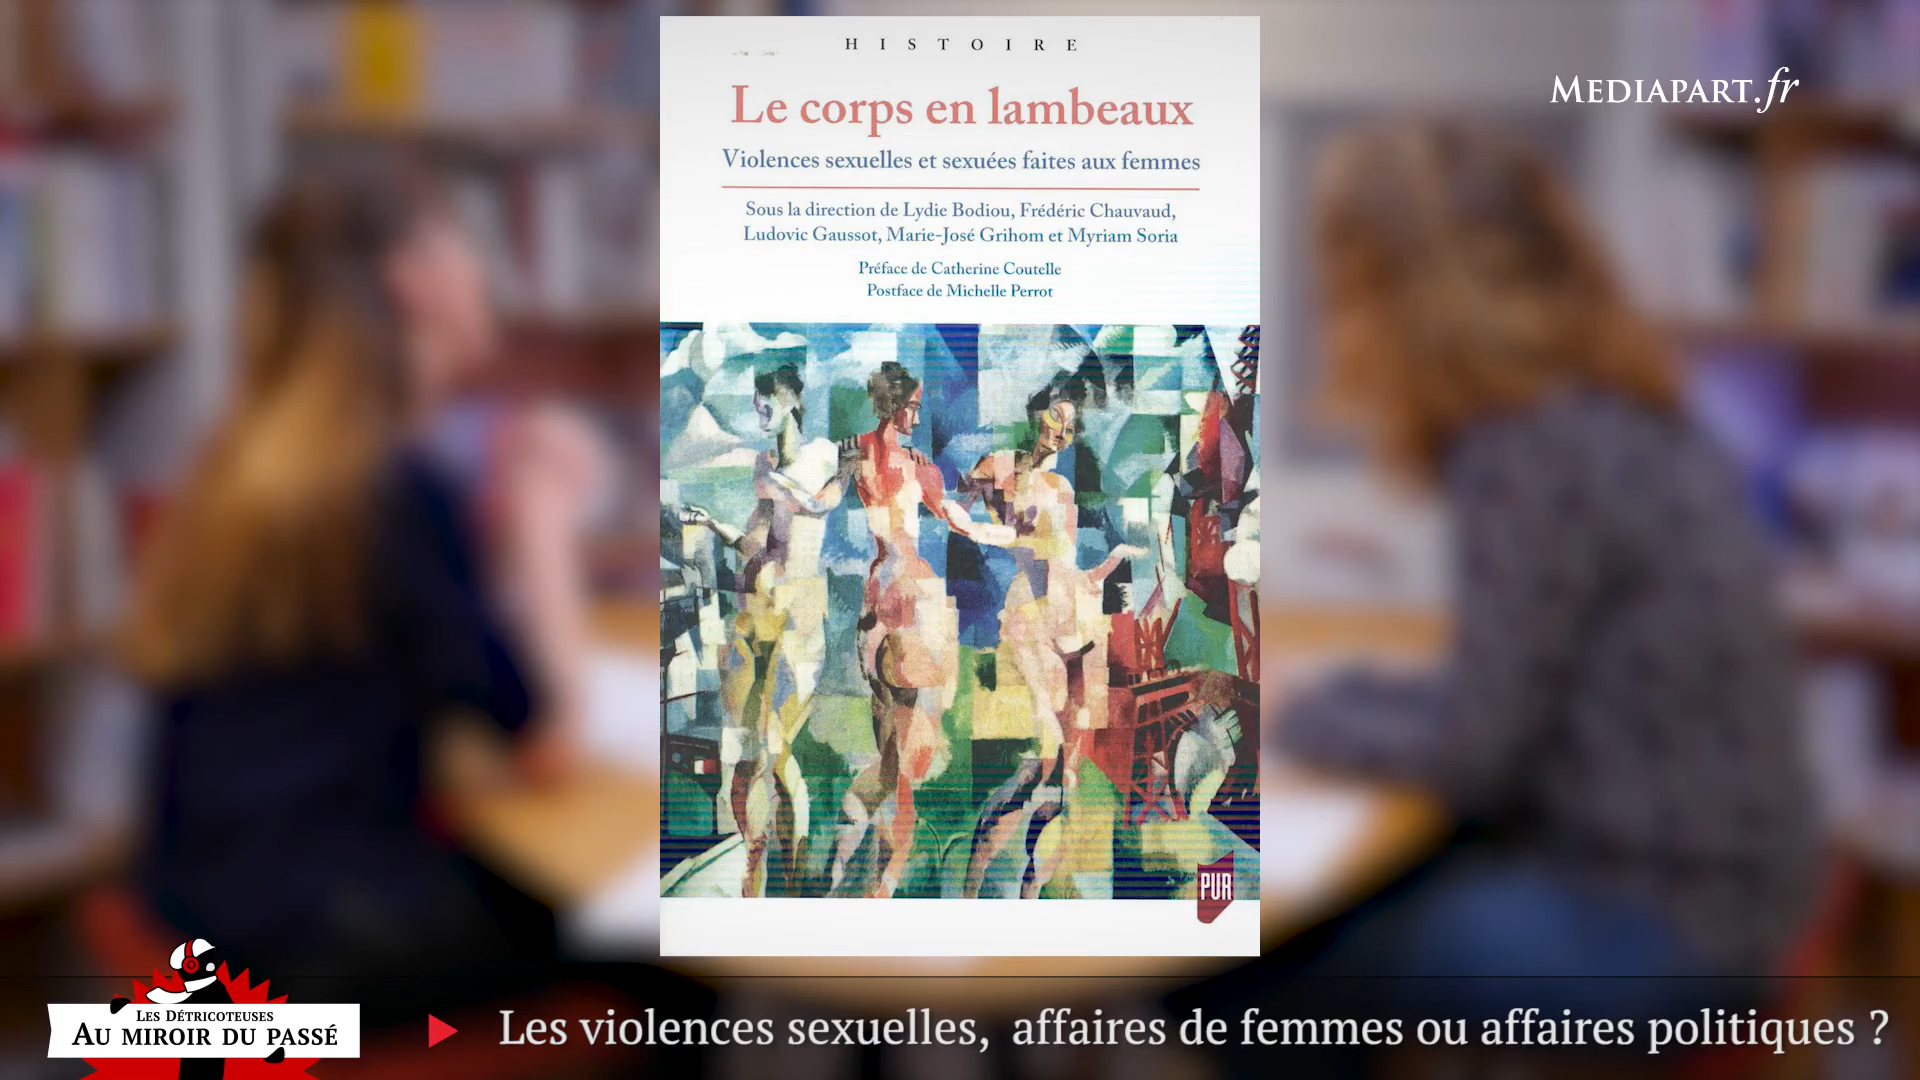 HISTOIRE
Le corps en lambeaux
Violences sexuelles et sexuées faites aux femmes
Sous la direction de Lydie Bodiou, Frédéric Chauvaud,
Ludovic Gaussot, Marie-José Grihom et Myriam Soria
Préface de Catherine Coutelle
Postface de Michelle Perrot
PUR
MEDIAPART.fr
LES DÉTRICOTEUSES
AU MIROIR DU PASSÉ
Les violences sexuelles, affaires de femmes ou affaires politiques ?